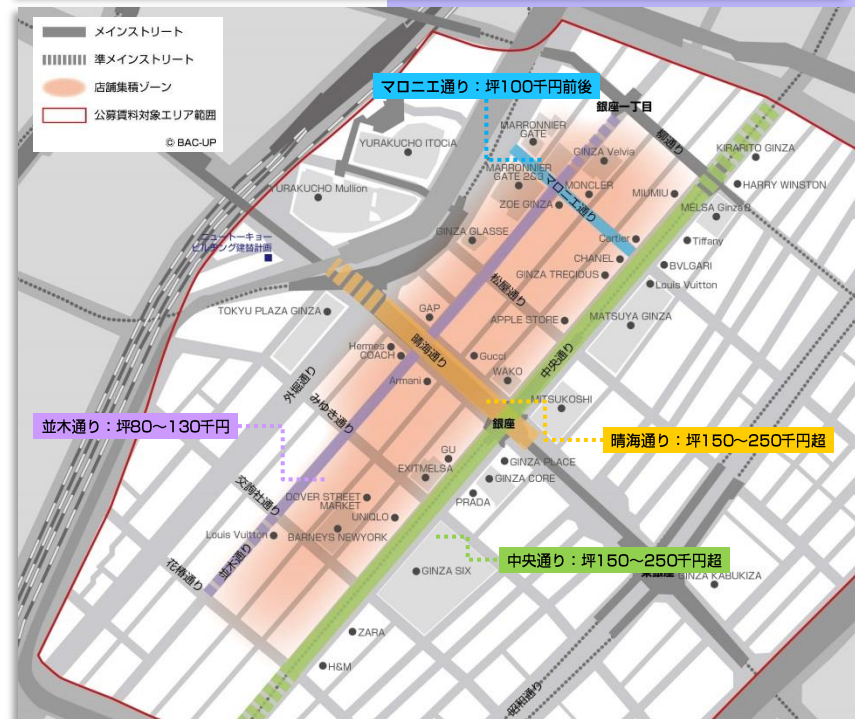 メインストリート
準メインストリート
店舗集積ゾーン
公募賃料対象エリア範囲
© BAC-UP
マロニエ通り：坪100千円前後
銀座一丁目
柳通り
MARRONNIER
GATE
YURAKUCHO ITOCIA
GINZA Velvia
KIRARITO GINZA
MARRONNIER
GATE 2&3
マロニエ通り
MONCLER
HARRY WINSTON
YURAKUCHO Mullion
ZOE GINZA
MIUMIU
MELSA Ginza
ニュートーキョー
ビルヂング建替計画
GINZA GLASSE
Cartier
Tiffany
CHANEL
BVLGARI
GINZA TRECIOUS
Louis Vuitton
松屋通り
TOKYU PLAZA GINZA
GAP
APPLE STORE
MATSUYA GINZA
晴海通り
中央通り
Hermes
COACH
Gucci
WAKO
外堀通り
Armani
みゆき通り
MITSUKOSHI
銀座
並木通り：坪80～130千円
晴海通り：坪150～250千円超
GU
GINZA PLACE
EXITMELSA
GINZA CORE
PRADA
交詢社通り
DOVER STREET
MARKET
UNIQLO
Louis Vuitton
BARNEYS NEWYORK
並木通り
中央通り：坪150～250千円超
花椿通り
GINZA SIX
東銀座
GINZA KABUKIZA
ZARA
H&M
昭和通り